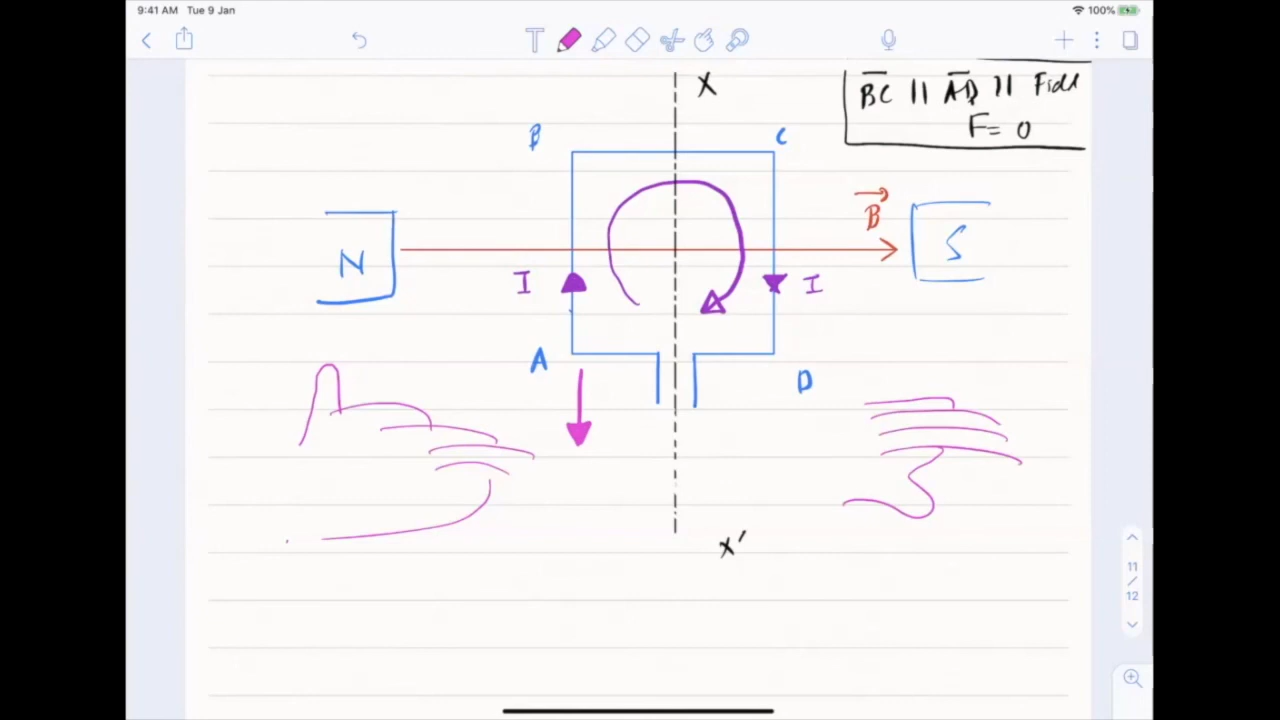 9:41 AM Tue 9 Jan
100%
T
X
BC || AD || Field
F = 0
B
C
B
N
S
I
I
A
D
X'
11
/
12